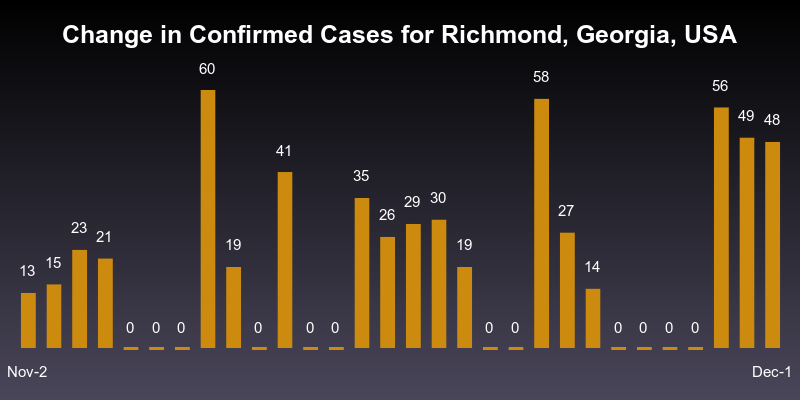 Change in Confirmed Cases for Richmond, Georgia, USA
13 15 23 21 0 0 0 60 19 0 41 0 0 35 26 29 30 19 0 0 58 27 14 0 0 0 0 56 49 48
Nov-2 Dec-1